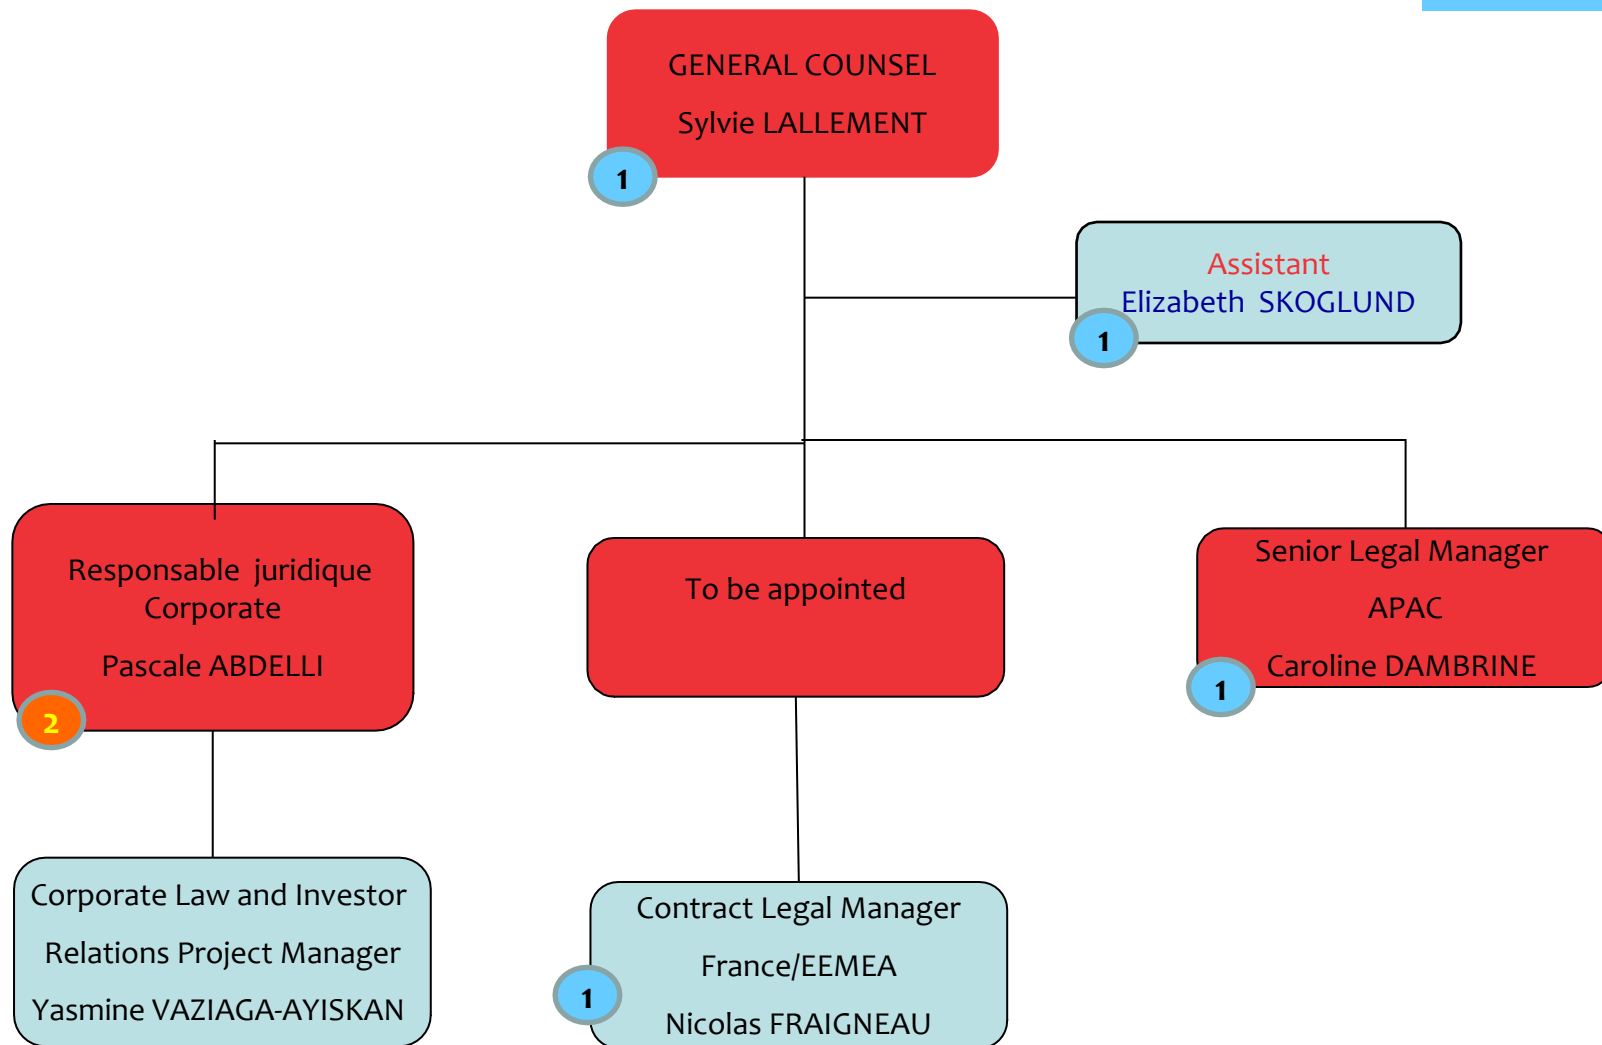 GENERAL COUNSEL
Sylvie LALLEMENT
1
Assistant
Elizabeth SKOGLUND
1
Responsable juridique
Corporate
Pascale ABDELLI
2
To be appointed
Senior Legal Manager
APAC
Caroline DAMBRINE
1
Corporate Law and Investor
Relations Project Manager
Yasmine VAZIAGA-AYISKAN
Contract Legal Manager
France/EEMEA
Nicolas FRAIGNEAU
1